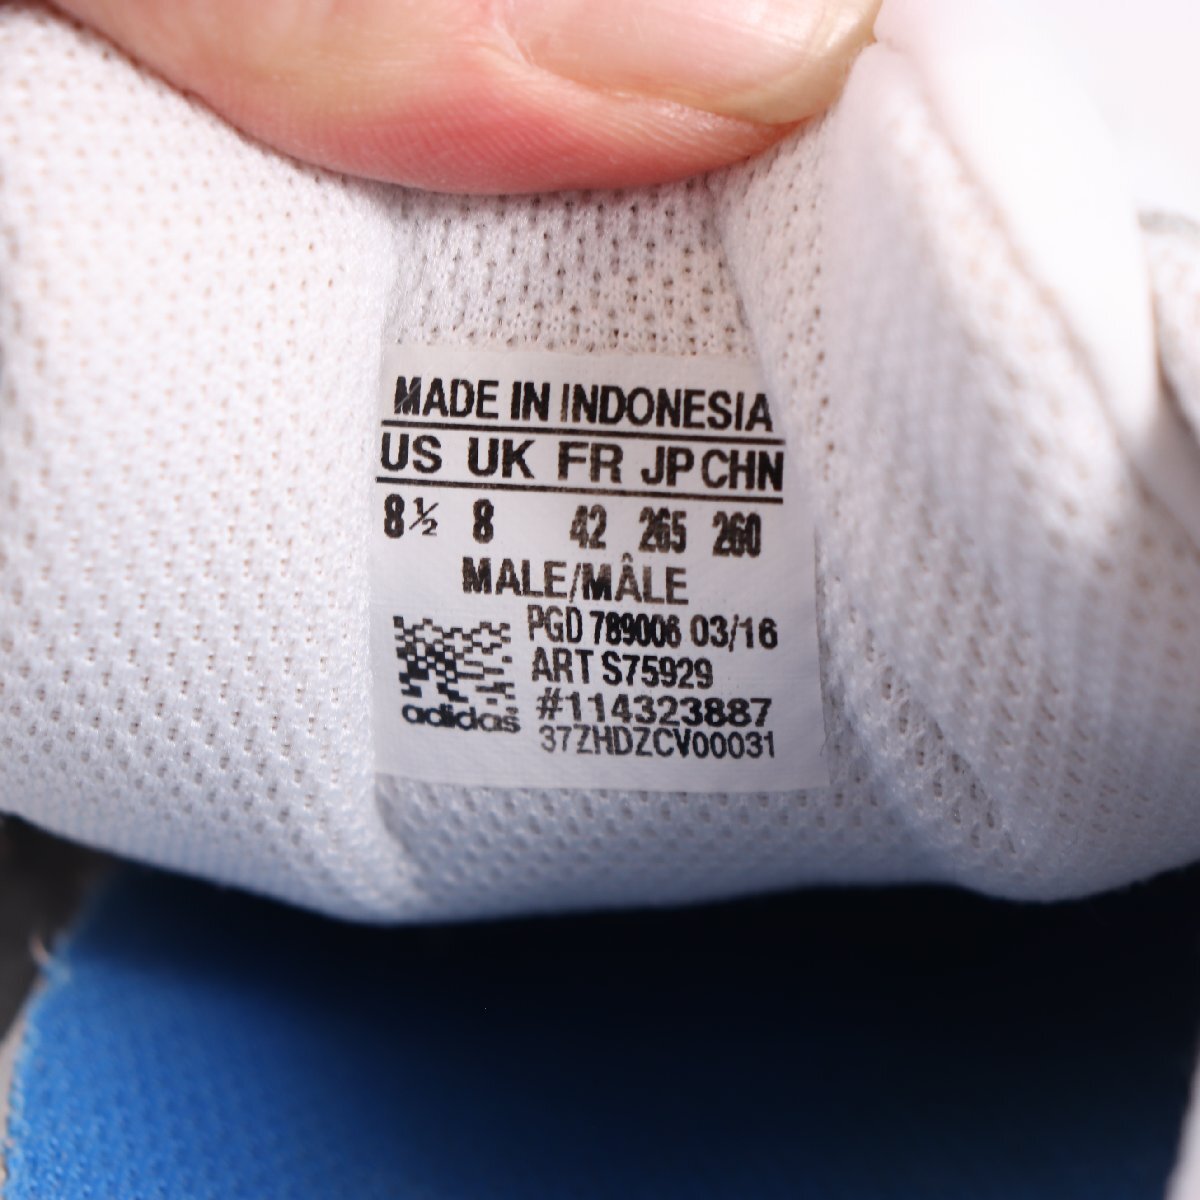 MADE IN INDONESIA
US UK FR JP CHN
8½ 8 42 265 260
MALE/MÂLE
PGD 789006 03/16
ART S75929
#114323887
adidas
37ZHDZCV00031